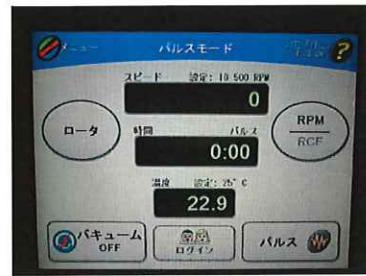 メニュー パルスモード ?
スピード 設定: 10 500 RPM
0
ロータ
時間 パルス
0:00
RPM
RCF
温度 設定: 25° C
22.9
バキューム
OFF
ログイン
パルス